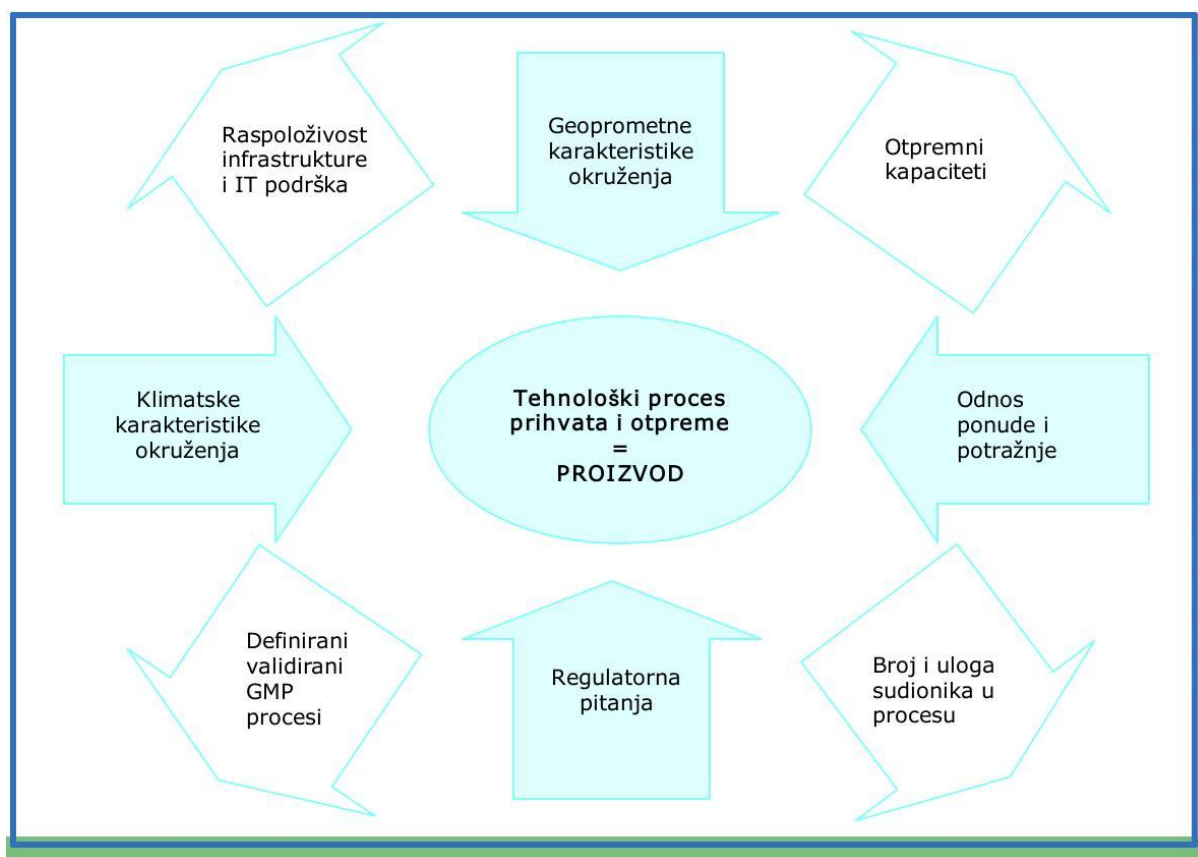 Raspoloživost
infrastrukture
i IT podrška
Geoprometne
karakteristike
okruženja
Otpremni
kapaciteti
Klimatske
karakteristike
okruženja
Tehnološki proces
prihvata i otpreme
=
PROIZVOD
Odnos
ponude i
potražnje
Definirani
validirani
GMP
procesi
Regulatorna
pitanja
Broj i uloga
sudionika u
procesu